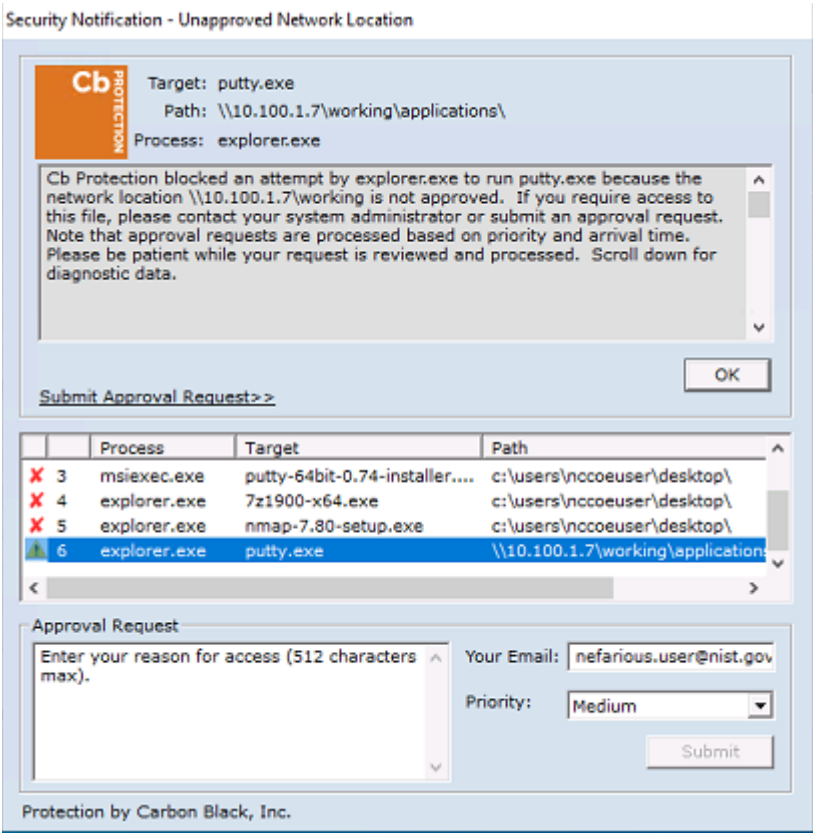 Security Notification - Unapproved Network Location
Cb PROTECTION
Target: putty.exe
Path: \\10.100.1.7\working\applications\
Process: explorer.exe
Cb Protection blocked an attempt by explorer.exe to run putty.exe because the
network location \\10.100.1.7\working is not approved.  If you require access to
this file, please contact your system administrator or submit an approval request.
Note that approval requests are processed based on priority and arrival time.
Please be patient while your request is reviewed and processed.  Scroll down for
diagnostic data.
OK
Submit Approval Request>>
Process Target Path
3 msiexec.exe putty-64bit-0.74-installer.... c:\users\nccoeuser\desktop\
4 explorer.exe 7z1900-x64.exe c:\users\nccoeuser\desktop\
5 explorer.exe nmap-7.80-setup.exe c:\users\nccoeuser\desktop\
6 explorer.exe putty.exe \\10.100.1.7\working\applications
Approval Request
Enter your reason for access (512 characters
max).
Your Email: nefarious.user@nist.gov
Priority: Medium
Submit
Protection by Carbon Black, Inc.